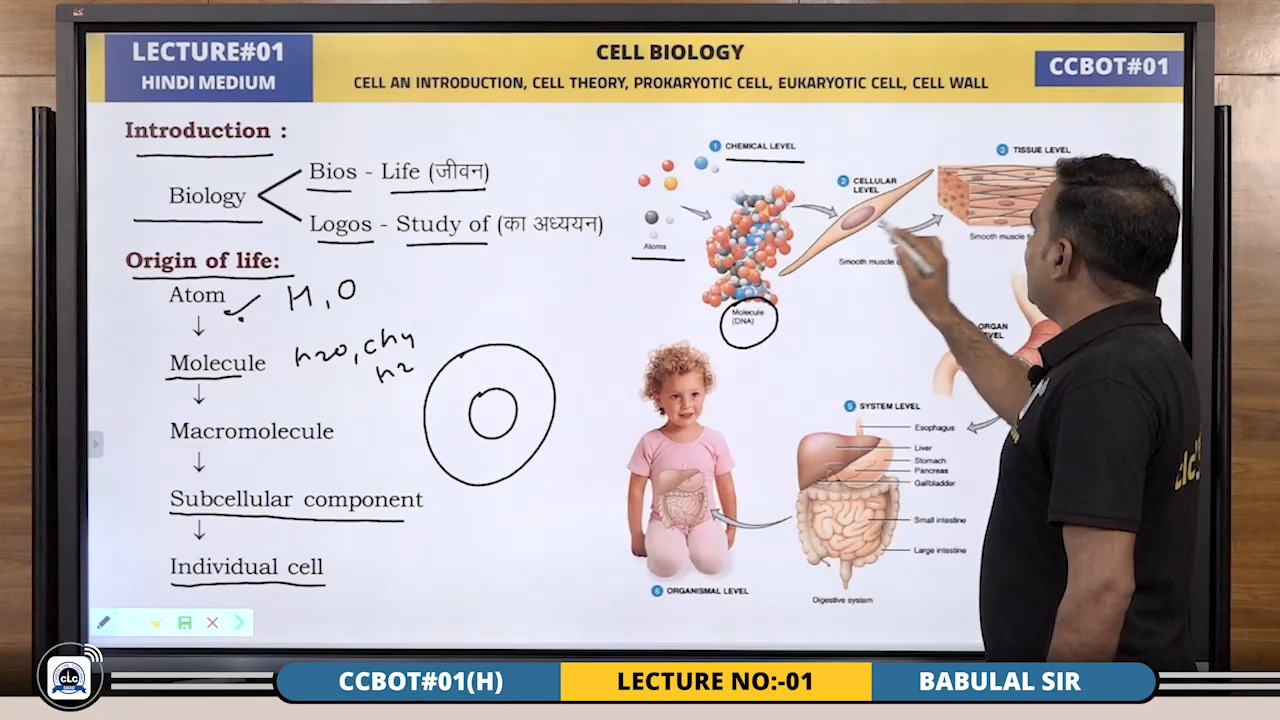 LECTURE#01
HINDI MEDIUM
CELL BIOLOGY
CELL AN INTRODUCTION, CELL THEORY, PROKARYOTIC CELL, EUKARYOTIC CELL, CELL WALL
CCBOT#01
Introduction :
Biology
Bios - Life (जीवन)
Logos - Study of (का अध्ययन)
Origin of life:
Atom
H, O
↓
Molecule
h20, ch4
h2
↓
Macromolecule
↓
Subcellular component
↓
Individual cell
1 CHEMICAL LEVEL
Atoms
Molecule
(DNA)
2 CELLULAR
LEVEL
Smooth muscle
3 TISSUE LEVEL
Smooth muscle
ORGAN
5 SYSTEM LEVEL
Esophagus
Liver
Stomach
Pancreas
Gallbladder
Small intestine
Large intestine
Digestive system
6 ORGANISMAL LEVEL
clc
CLC
CCBOT#01(H)
LECTURE NO:-01
BABULAL SIR